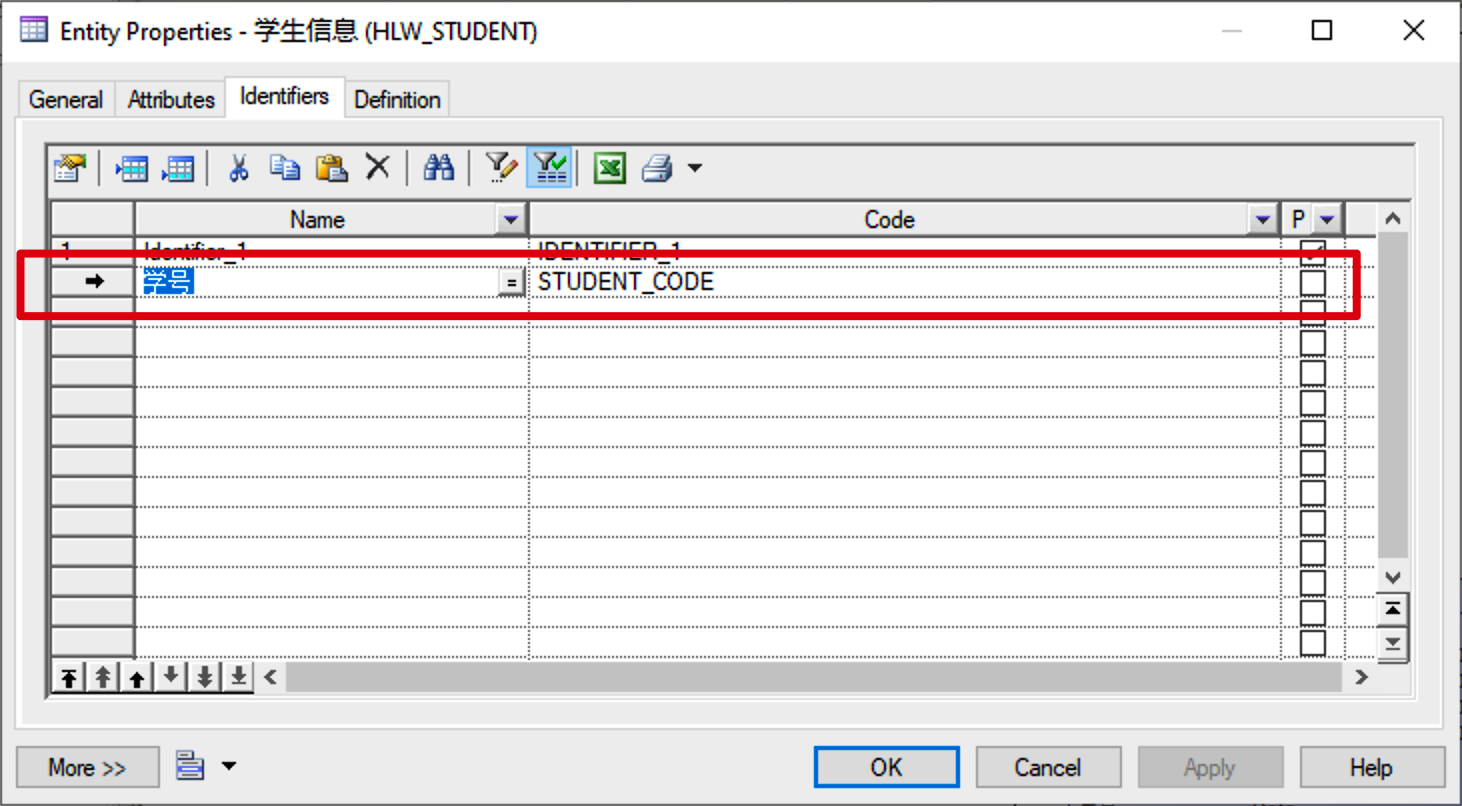 Entity Properties - 学生信息 (HLW_STUDENT)
General Attributes Identifiers Definition
Name Code P
1 Identifier_1 IDENTIFIER_1
学号 = STUDENT_CODE
More >> OK Cancel Apply Help